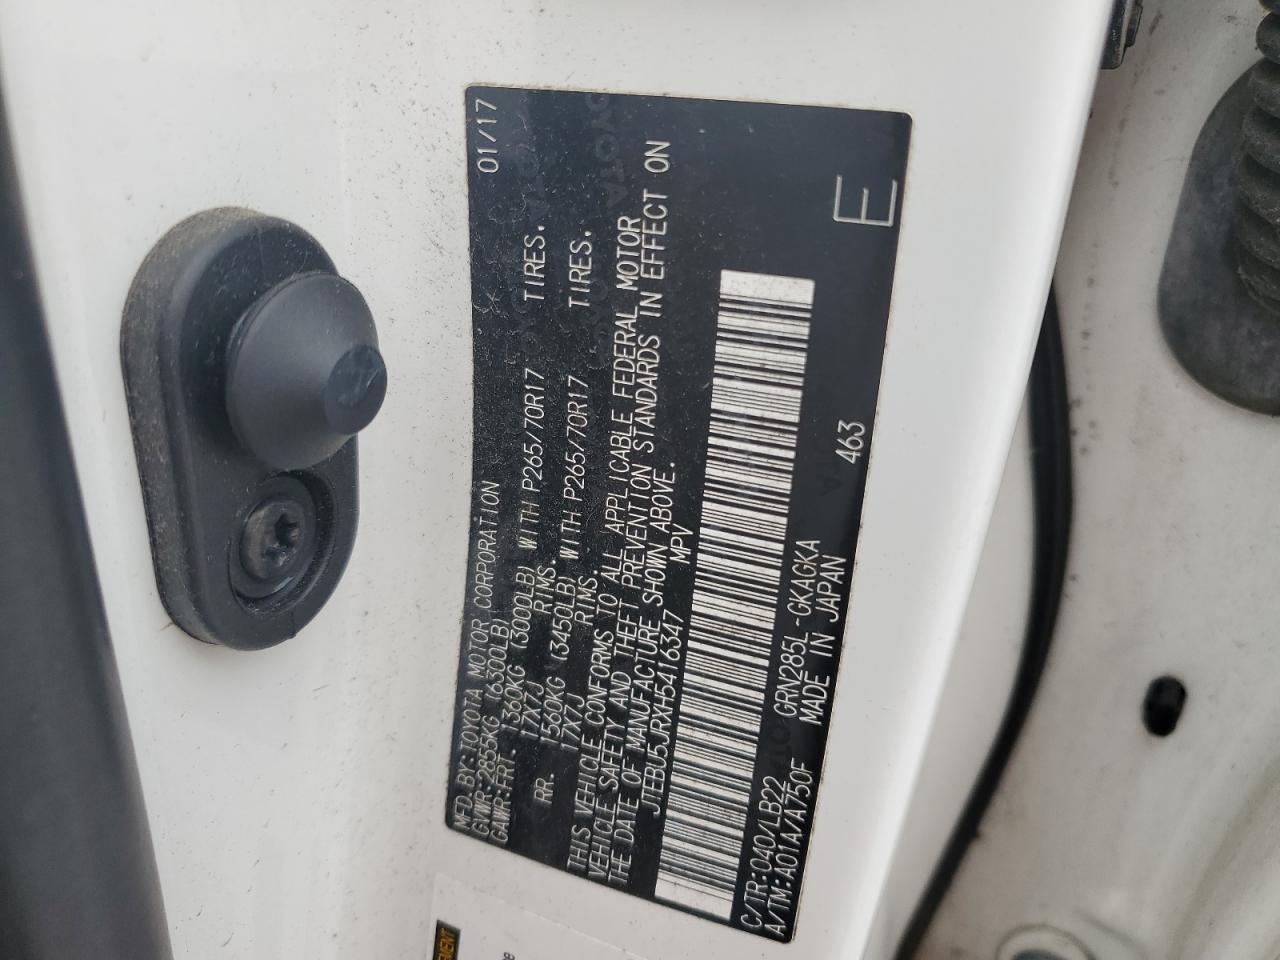 MFD.BY:TOYOTA MOTOR CORPORATION 01/17
GVWR:2855KG (6300LB)
GAWR:FRT. 1360KG (3000LB) WITH P265/70R17 TIRES.
17X7J RIMS.
RR. 1560KG (3450LB) WITH P265/70R17 TIRES.
17X7J RIMS.
THIS VEHICLE CONFORMS TO ALL APPLICABLE FEDERAL MOTOR
VEHICLE SAFETY AND THEFT PREVENTION STANDARDS IN EFFECT ON
THE DATE OF MANUFACTURE SHOWN ABOVE.
JTEBU5JRXH5416347 MPV
C/TR:040/LB22 GRN285L-GKAGKA 463 E
A/TM:A01A/A750F MADE IN JAPAN